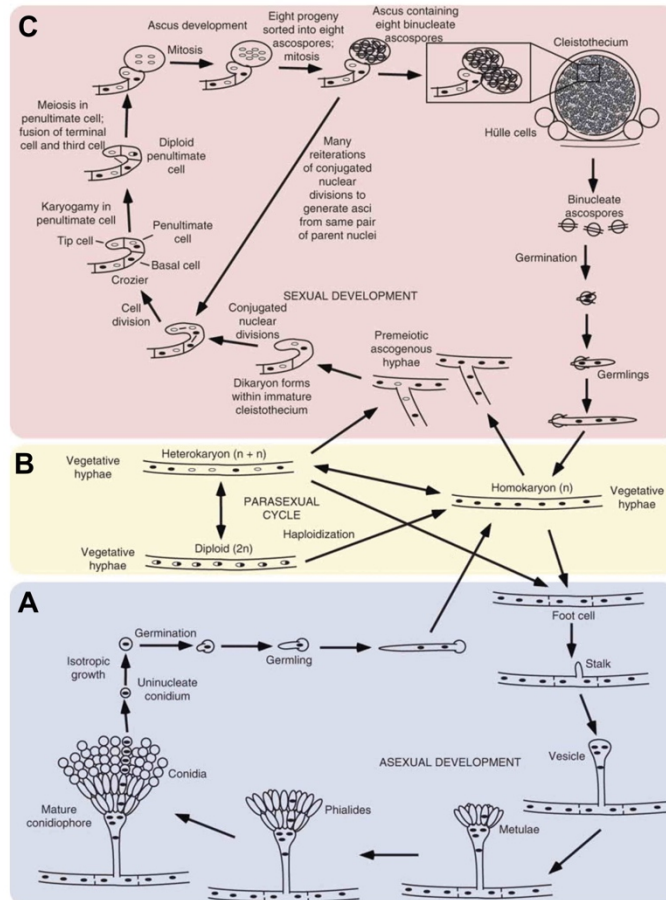 C
Ascus development
Mitosis
Eight progeny
sorted into eight
ascospores;
mitosis
Ascus containing
eight binucleate
ascospores
Cleistothecium
Hülle cells
Meiosis in
penultimate cell;
fusion of terminal
cell and third cell
Diploid
penultimate
cell
Many
reiterations
of conjugated
nuclear
divisions to
generate asci
from same pair
of parent nuclei
Binucleate
ascospores
Karyogamy in
penultimate cell
Tip cell
Penultimate
cell
Basal cell
Crozier
Germination
SEXUAL DEVELOPMENT
Cell
division
Conjugated
nuclear
divisions
Premeiotic
ascogenous
hyphae
Dikaryon forms
within immature
cleistothecium
Germlings
B
Vegetative
hyphae
Heterokaryon (n + n)
Homokaryon (n)
Vegetative
hyphae
PARASEXUAL
CYCLE
Haploidization
Vegetative
hyphae
Diploid (2n)
A
Foot cell
Germination
Germling
Isotropic
growth
Uninucleate
conidium
Stalk
Vesicle
ASEXUAL DEVELOPMENT
Conidia
Mature
conidiophore
Phialides
Metulae